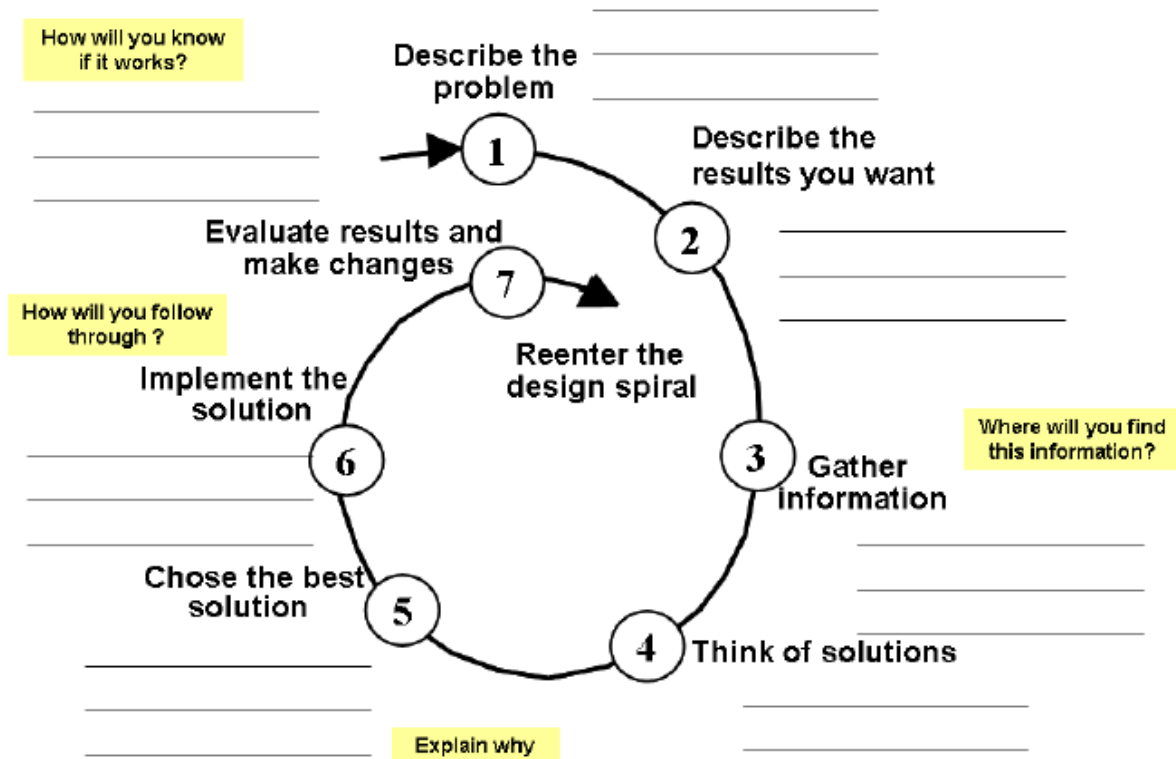 How will you know
if it works?
Describe the
problem
1
Describe the
results you want
2
Evaluate results and
make changes
7
How will you follow
through ?
Reenter the
design spiral
Implement the
solution
6
Where will you find
this information?
3
Gather
information
Chose the best
solution
5
4
Think of solutions
Explain why